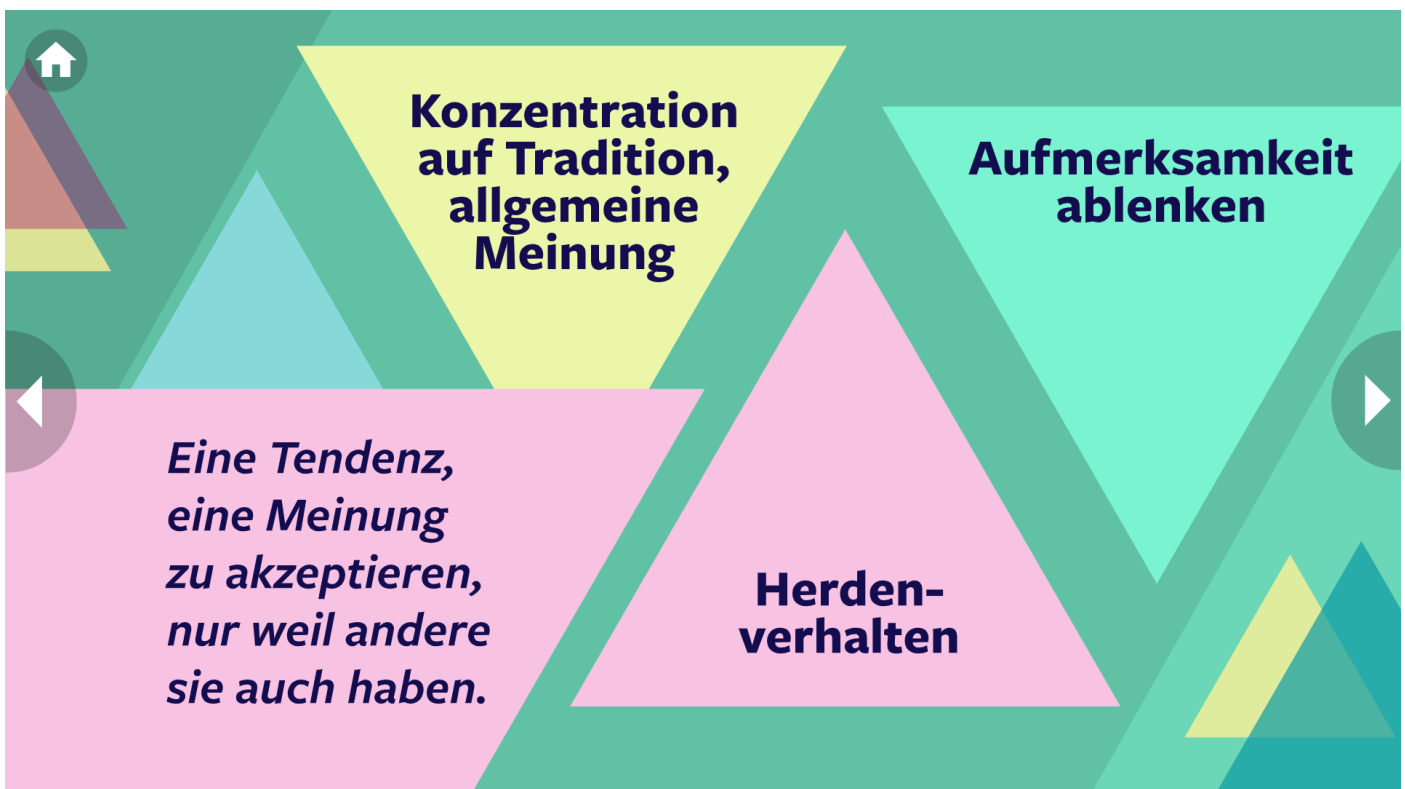 Konzentration
auf Tradition,
allgemeine
Meinung
Aufmerksamkeit
ablenken
Eine Tendenz,
eine Meinung
zu akzeptieren,
nur weil andere
sie auch haben.
Herden-
verhalten